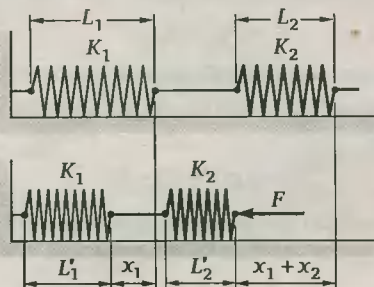 L₁ L₂
K₁ K₂
K₁ K₂ F
L'₁ x₁ L'₂ x₁ + x₂